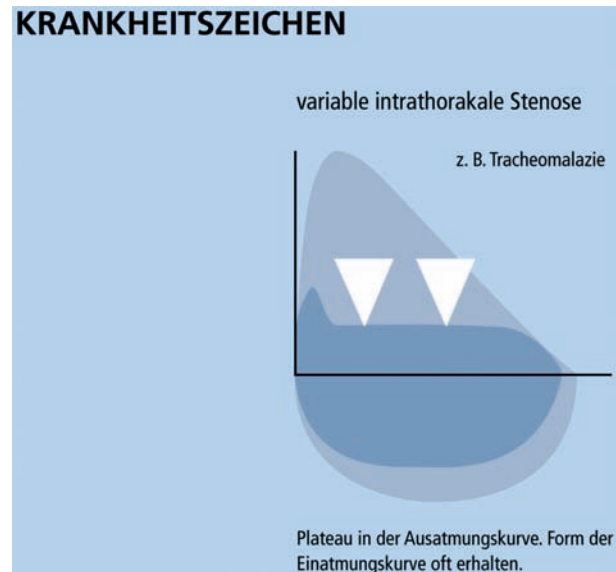 KRANKHEITSZEICHEN
variable intrathorakale Stenose
z. B. Tracheomalazie
Plateau in der Ausatmungskurve. Form der
Einatmungskurve oft erhalten.